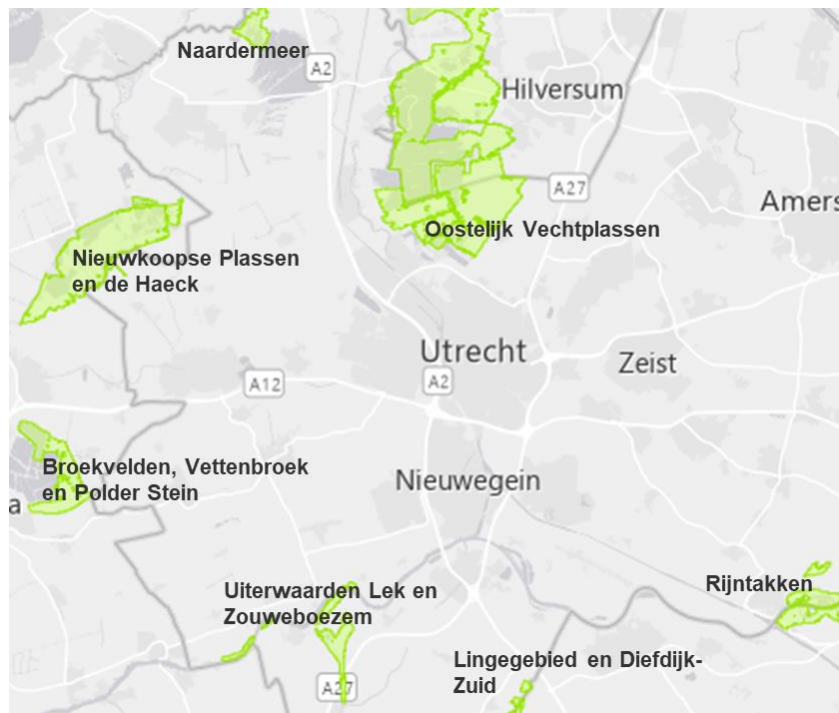 Naardermeer
A2
Hilversum
A27
Amers
Oostelijk Vechtplassen
Nieuwkoopse Plassen
en de Haeck
Utrecht
Zeist
A12
A2
Broekvelden, Vettenbroek
en Polder Stein
a
Nieuwegein
Uiterwaarden Lek en
Zouweboezem
Rijntakken
Lingegebied en Diefdijk-
Zuid
A27